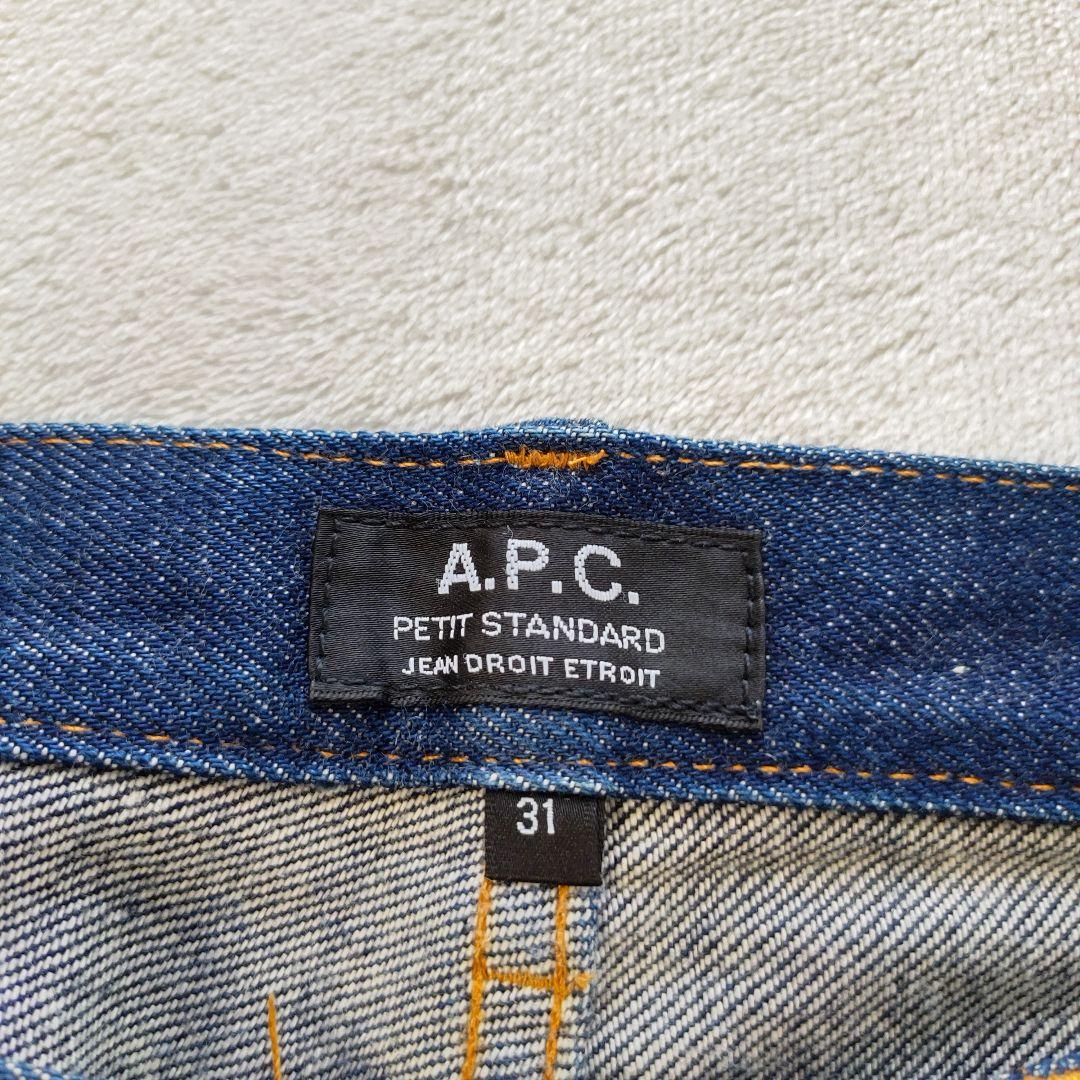 A.P.C.
PETIT STANDARD
JEAN DROIT ETROIT
31